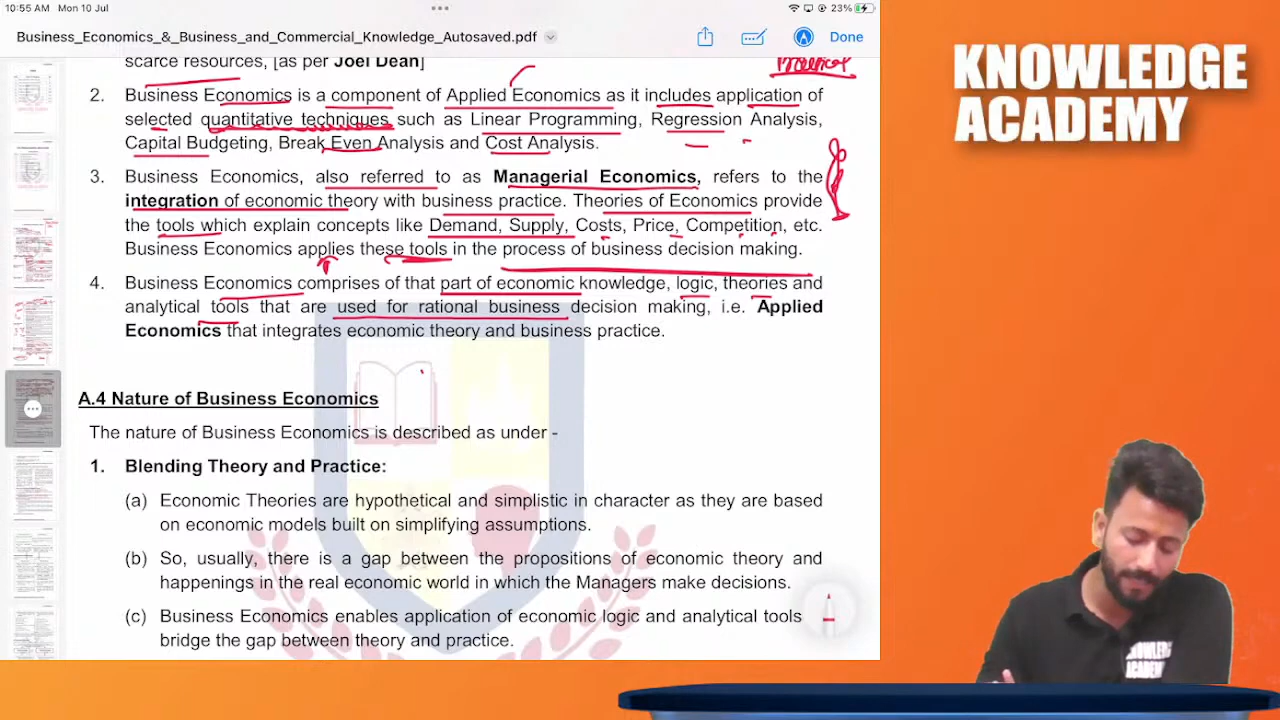 10:55 AM Mon 10 Jul
23%
Business_Economics_&_Business_and_Commercial_Knowledge_Autosaved.pdf
Done
scarce resources, [as per Joel Dean]
Practical
2. Business Economics is a component of Applied Economics as it includes application of
selected quantitative techniques such as Linear Programming, Regression Analysis,
Capital Budgeting, Break Even Analysis and Cost Analysis.
3. Business Economics also referred to as Managerial Economics, refers to the
integration of economic theory with business practice. Theories of Economics provide
the tools which explain concepts like Demand, Supply, Costs, Price, Competition, etc.
Business Economics applies these tools in the process of business decision making.
4. Business Economics comprises of that part of economic knowledge, logic, theories and
analytical tools that are used for rational business decision making, i.e. Applied
Economics that integrates economic theory and business practice.
A.4 Nature of Business Economics
The nature of Business Economics is described as under -
1. Blending Theory and Practice:
(a) Economic Theories are hypothetical and simplistic in character as they are based
on economic models built on simplifying assumptions.
(b) So, usually, there is a gap between the propositions of economic theory and
happenings in the real economic world in which the Managers make decisions.
(c) Business Economics enables application of economic logic and analytical tools
bridge the gap between theory and practice.
KNOWLEDGE
ACADEMY
KNOWLEDGE
ACADEMY